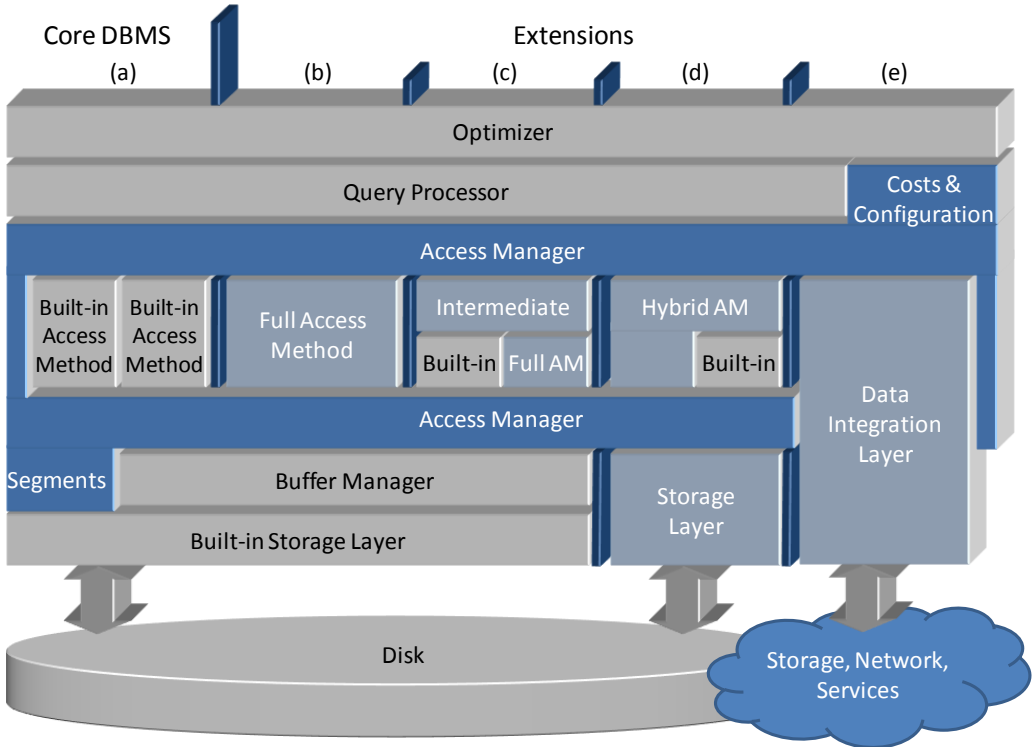 Core DBMS
Extensions
(a)
(b)
(c)
(d)
(e)
Optimizer
Query Processor
Costs &
Configuration
Access Manager
Built-in
Access
Method
Built-in
Access
Method
Full Access
Method
Intermediate
Built-in
Full AM
Hybrid AM
Built-in
Data
Integration
Layer
Access Manager
Segments
Buffer Manager
Storage
Layer
Built-in Storage Layer
Disk
Storage, Network,
Services